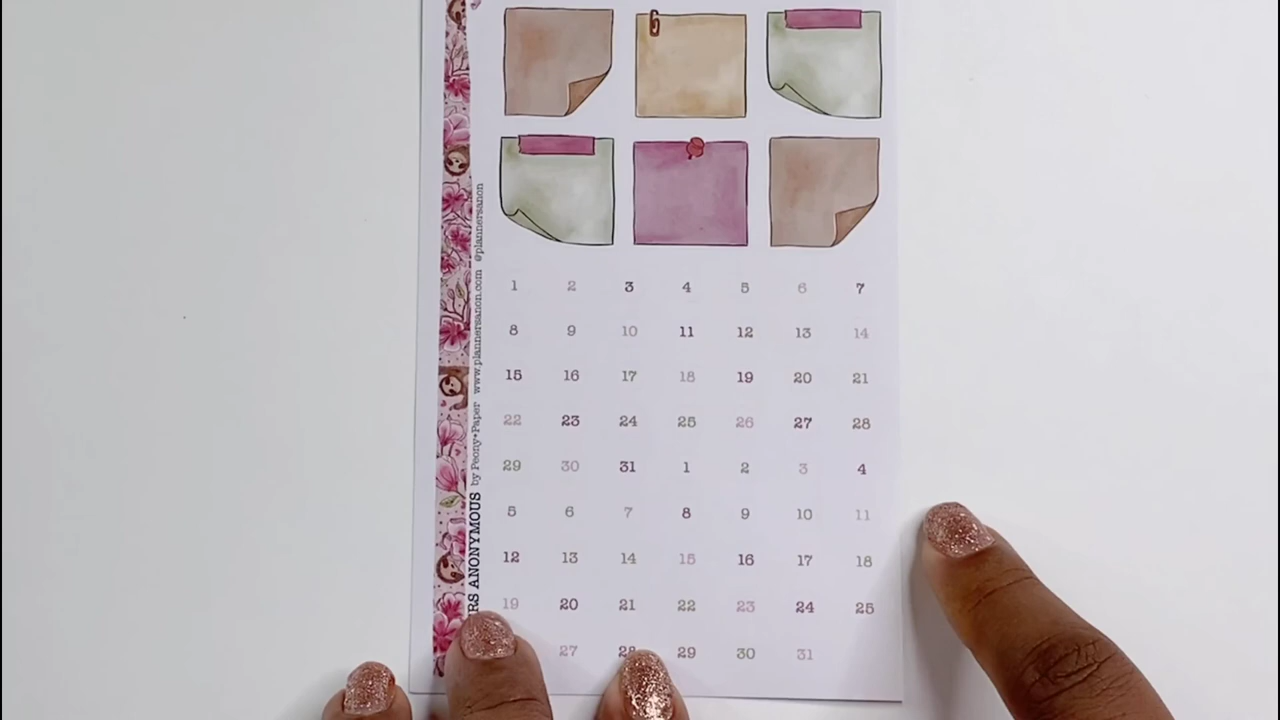 1 2 3 4 5 6 7
8 9 10 11 12 13 14
15 16 17 18 19 20 21
22 23 24 25 26 27 28
29 30 31 1 2 3 4
5 6 7 8 9 10 11
12 13 14 15 16 17 18
19 20 21 22 23 24 25
27 28 29 30 31
RS ANONYMOUS by Peony+Paper www.plannersanon.com @plannersanon